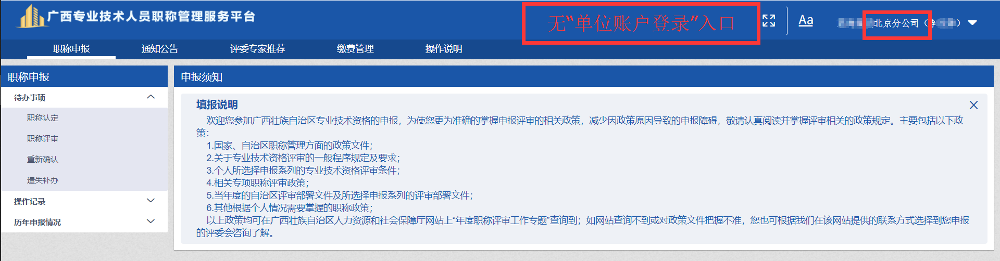 广西专业技术人员职称管理服务平台
无“单位账户登录”入口
Aa
北京分公司（李
）
职称申报
通知公告
评委专家推荐
缴费管理
操作说明
职称申报
待办事项
职称认定
职称评审
重新确认
遗失补办
操作记录
历年申报情况
申报须知
填报说明
欢迎您参加广西壮族自治区专业技术资格的申报，为使您更为准确的掌握申报评审的相关政策，减少因政策原因导致的申报障碍，敬请认真阅读并掌握评审相关的政策规定。主要包括以下政
策：
1.国家、自治区职称管理方面的政策文件；
2.关于专业技术资格评审的一般程序规定及要求；
3.个人所选择申报系列的专业技术资格评审条件；
4.相关专项职称评审政策；
5.当年度的自治区评审部署文件及所选择申报系列的评审部署文件；
6.其他根据个人情况需要掌握的职称政策；
以上政策均可在广西壮族自治区人力资源和社会保障厅网站上“年度职称评审工作专题”查询到；如网站查询不到或对政策文件把握不准，您也可根据我们在该网站提供的联系方式选择到您申报
的评委会咨询了解。